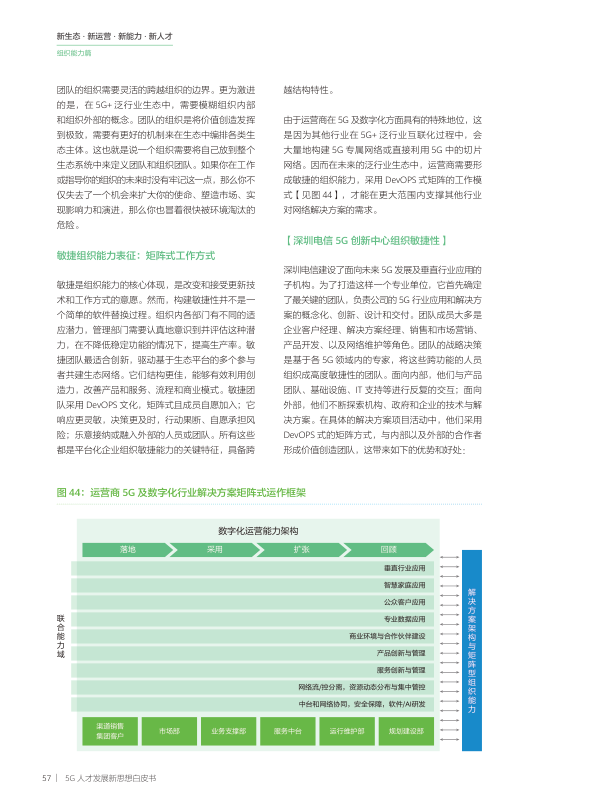 新生态 · 新运营 · 新能力 · 新人才
组织能力篇
团队的组织需要灵活的跨越组织的边界。更为激进
的是，在 5G+ 泛行业生态中，需要模糊组织内部
和组织外部的概念。团队的组织是将价值创造发挥
到极致，需要有更好的机制来在生态中编排各类生
态主体。这也就是说一个组织需要将自己放到整个
生态系统中来定义团队和组织团队。如果你在工作
或指导你的组织的未来时没有牢记这一点，那么你不
仅失去了一个机会来扩大你的使命、塑造市场、实
现影响力和演进，那么你也冒着很快被环境淘汰的
危险。
敏捷组织能力表征：矩阵式工作方式
敏捷是组织能力的核心体现，是改变和接受更新技
术和工作方式的意愿。然而，构建敏捷性并不是一
个简单的软件替换过程。组织内各部门有不同的适
应潜力，管理部门需要认真地意识到并评估这种潜
力，在不降低稳定功能的情况下，提高生产率。敏
捷团队最适合创新，驱动基于生态平台的多个参与
者共建生态网络。它们结构更佳，能够有效利用创
造力，改善产品和服务、流程和商业模式。敏捷团
队采用 DevOPS 文化，矩阵式且成员自愿加入；它
响应更灵敏，决策更及时，行动果断、自愿承担风
险；乐意接纳或融入外部的人员或团队。所有这些
都是平台化企业组织敏捷能力的关键特征，具备跨
越结构特性。
由于运营商在 5G 及数字化方面具有的特殊地位，这
是因为其他行业在 5G+ 泛行业互联化过程中，会
大量地构建 5G 专属网络或直接利用 5G 中的切片
网络。因而在未来的泛行业生态中，运营商需要形
成敏捷的组织能力，采用 DevOPS 式矩阵的工作模
式【见图 44】，才能在更大范围内支撑其他行业
对网络解决方案的需求。
【 深圳电信 5G 创新中心组织敏捷性 】
深圳电信建设了面向未来 5G 发展及垂直行业应用的
子机构。为了打造这样一个专业单位，它首先确定
了最关键的团队，负责公司的 5G 行业应用和解决方
案的概念化、创新、设计和交付。团队成员大多是
企业客户经理、解决方案经理、销售和市场营销、
产品开发、以及网络维护等角色。团队的战略决策
是基于各 5G 领域内的专家，将这些跨功能的人员
组织成高度敏捷性的团队。面向内部，他们与产品
团队、基础设施、IT 支持等进行反复的交互；面向
外部，他们不断探索机构、政府和企业的技术与解
决方案。在具体的解决方案项目活动中，他们采用
DevOPS 式的矩阵方式，与内部以及外部的合作者
形成价值创造团队，这带来如下的优势和好处：
图 44：运营商 5G 及数字化行业解决方案矩阵式运作框架
数字化运营能力架构
落地
采用
扩张
回顾
垂直行业应用
智慧家庭应用
公众客户应用
专业数据应用
商业环境与合作伙伴建设
产品创新与管理
服务创新与管理
网络流/控分离，资源动态分布与集中管控
中台和网络协同，安全保障，软件/AI研发
联合能力域
渠道销售
集团客户
市场部
业务支撑部
服务中台
运行维护部
规划建设部
解决方案架构与矩阵型组织能力
57 | 5G 人才发展新思想白皮书